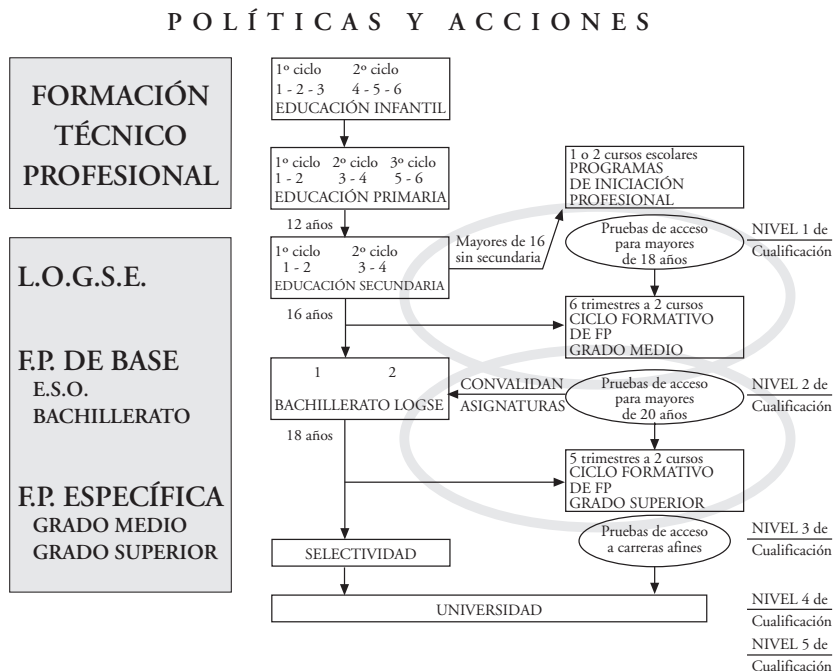 POLÍTICAS Y ACCIONES
FORMACIÓN
TÉCNICO
PROFESIONAL
L.O.G.S.E.
F.P. DE BASE
E.S.O.
BACHILLERATO
F.P. ESPECÍFICA
GRADO MEDIO
GRADO SUPERIOR
1º ciclo 2º ciclo
1 - 2 - 3 4 - 5 - 6
EDUCACIÓN INFANTIL
1º ciclo 2º ciclo 3º ciclo
1 - 2 3 - 4 5 - 6
EDUCACIÓN PRIMARIA
12 años
1º ciclo 2º ciclo
1 - 2 3 - 4
EDUCACIÓN SECUNDARIA
Mayores de 16
sin secundaria
1 o 2 cursos escolares
PROGRAMAS
DE INICIACIÓN
PROFESIONAL
Pruebas de acceso
para mayores
de 18 años
NIVEL 1 de
Cualificación
16 años
6 trimestres a 2 cursos
CICLO FORMATIVO
DE FP
GRADO MEDIO
1 2
BACHILLERATO LOGSE
CONVALIDAN
ASIGNATURAS
Pruebas de acceso
para mayores
de 20 años
NIVEL 2 de
Cualificación
18 años
5 trimestres a 2 cursos
CICLO FORMATIVO
DE FP
GRADO SUPERIOR
SELECTIVIDAD
Pruebas de acceso
a carreras afines
NIVEL 3 de
Cualificación
UNIVERSIDAD
NIVEL 4 de
Cualificación
NIVEL 5 de
Cualificación